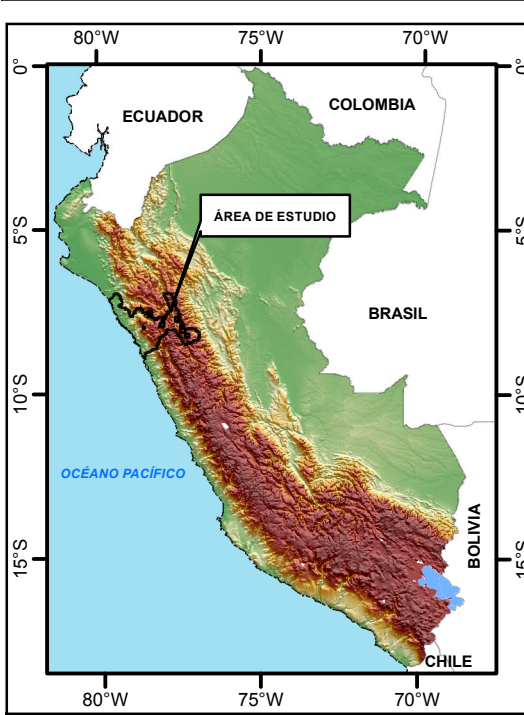 80°W 75°W 70°W
0° 0°
COLOMBIA
ECUADOR
ÁREA DE ESTUDIO
5°S 5°S
BRASIL
10°S 10°S
OCÉANO PACÍFICO
BOLIVIA
15°S 15°S
CHILE
80°W 75°W 70°W